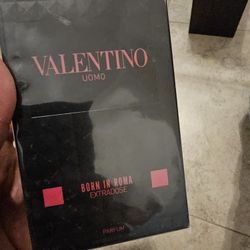 VALENTINO
UOMO
BORN IN ROMA
EXTRADOSE
PARFUM